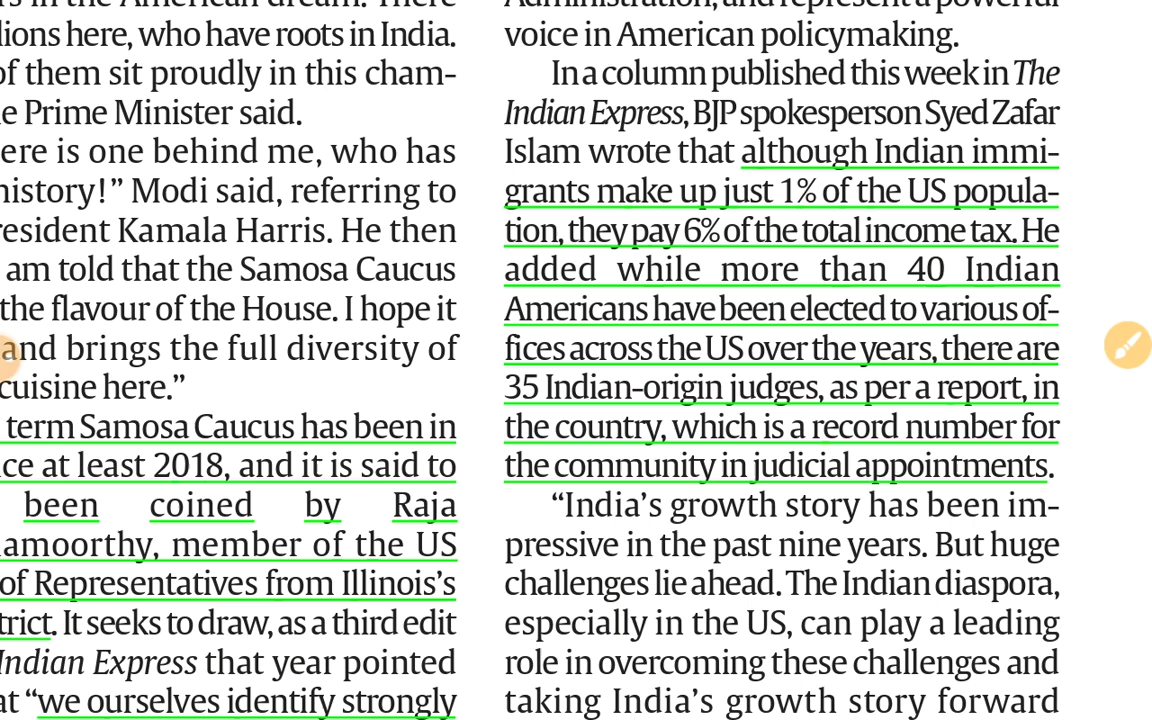 rs in the American dream. There
lions here, who have roots in India.
of them sit proudly in this cham-
e Prime Minister said.
ere is one behind me, who has
history!” Modi said, referring to
resident Kamala Harris. He then
am told that the Samosa Caucus
the flavour of the House. I hope it
and brings the full diversity of
cuisine here.”
term Samosa Caucus has been in
ce at least 2018, and it is said to
been coined by Raja
amoorthy, member of the US
of Representatives from Illinois’s
trict. It seeks to draw, as a third edit
Indian Express that year pointed
at “we ourselves identify strongly
Administration, and represent a powerful
voice in American policymaking.
In a column published this week in The
Indian Express, BJP spokesperson Syed Zafar
Islam wrote that although Indian immi-
grants make up just 1% of the US popula-
tion, they pay 6% of the total income tax. He
added while more than 40 Indian
Americans have been elected to various of-
fices across the US over the years, there are
35 Indian-origin judges, as per a report, in
the country, which is a record number for
the community in judicial appointments.
“India’s growth story has been im-
pressive in the past nine years. But huge
challenges lie ahead. The Indian diaspora,
especially in the US, can play a leading
role in overcoming these challenges and
taking India’s growth story forward